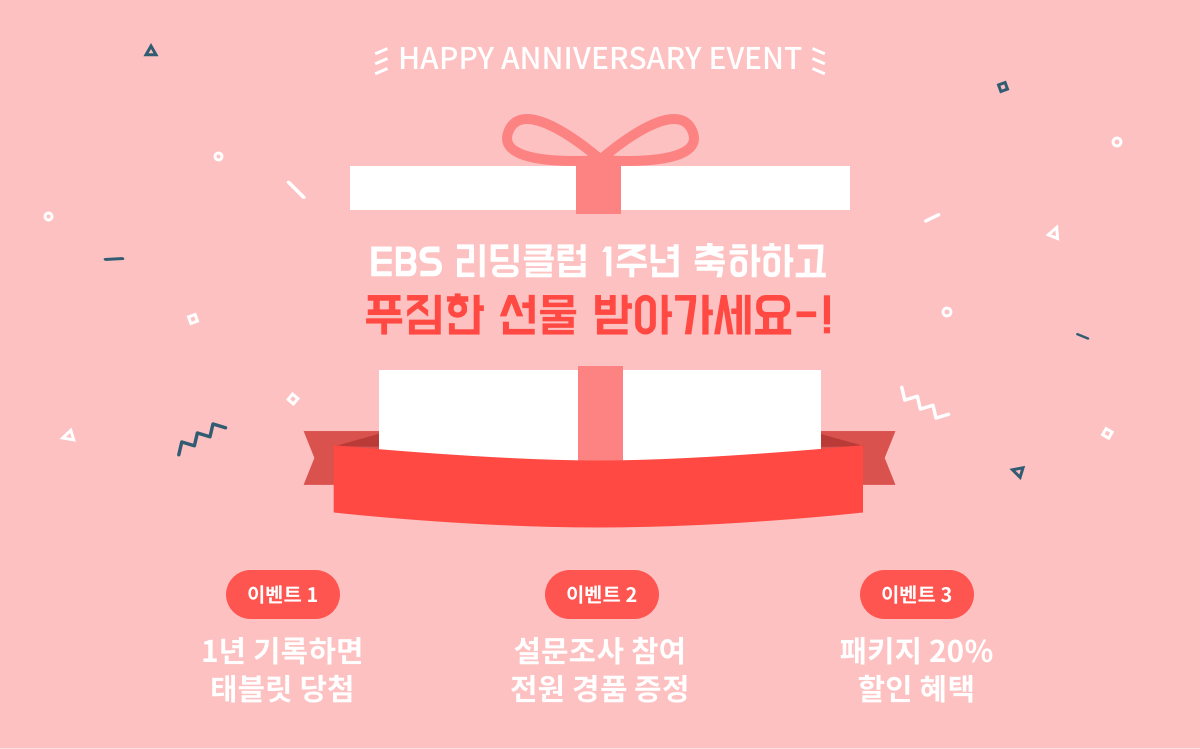 HAPPY ANNIVERSARY EVENT
EBS 리딩클럽 1주년 축하하고
푸짐한 선물 받아가세요~!
이벤트 1
1년 기록하면
태블릿 당첨
이벤트 2
설문조사 참여
전원 경품 증정
이벤트 3
패키지 20%
할인 혜택